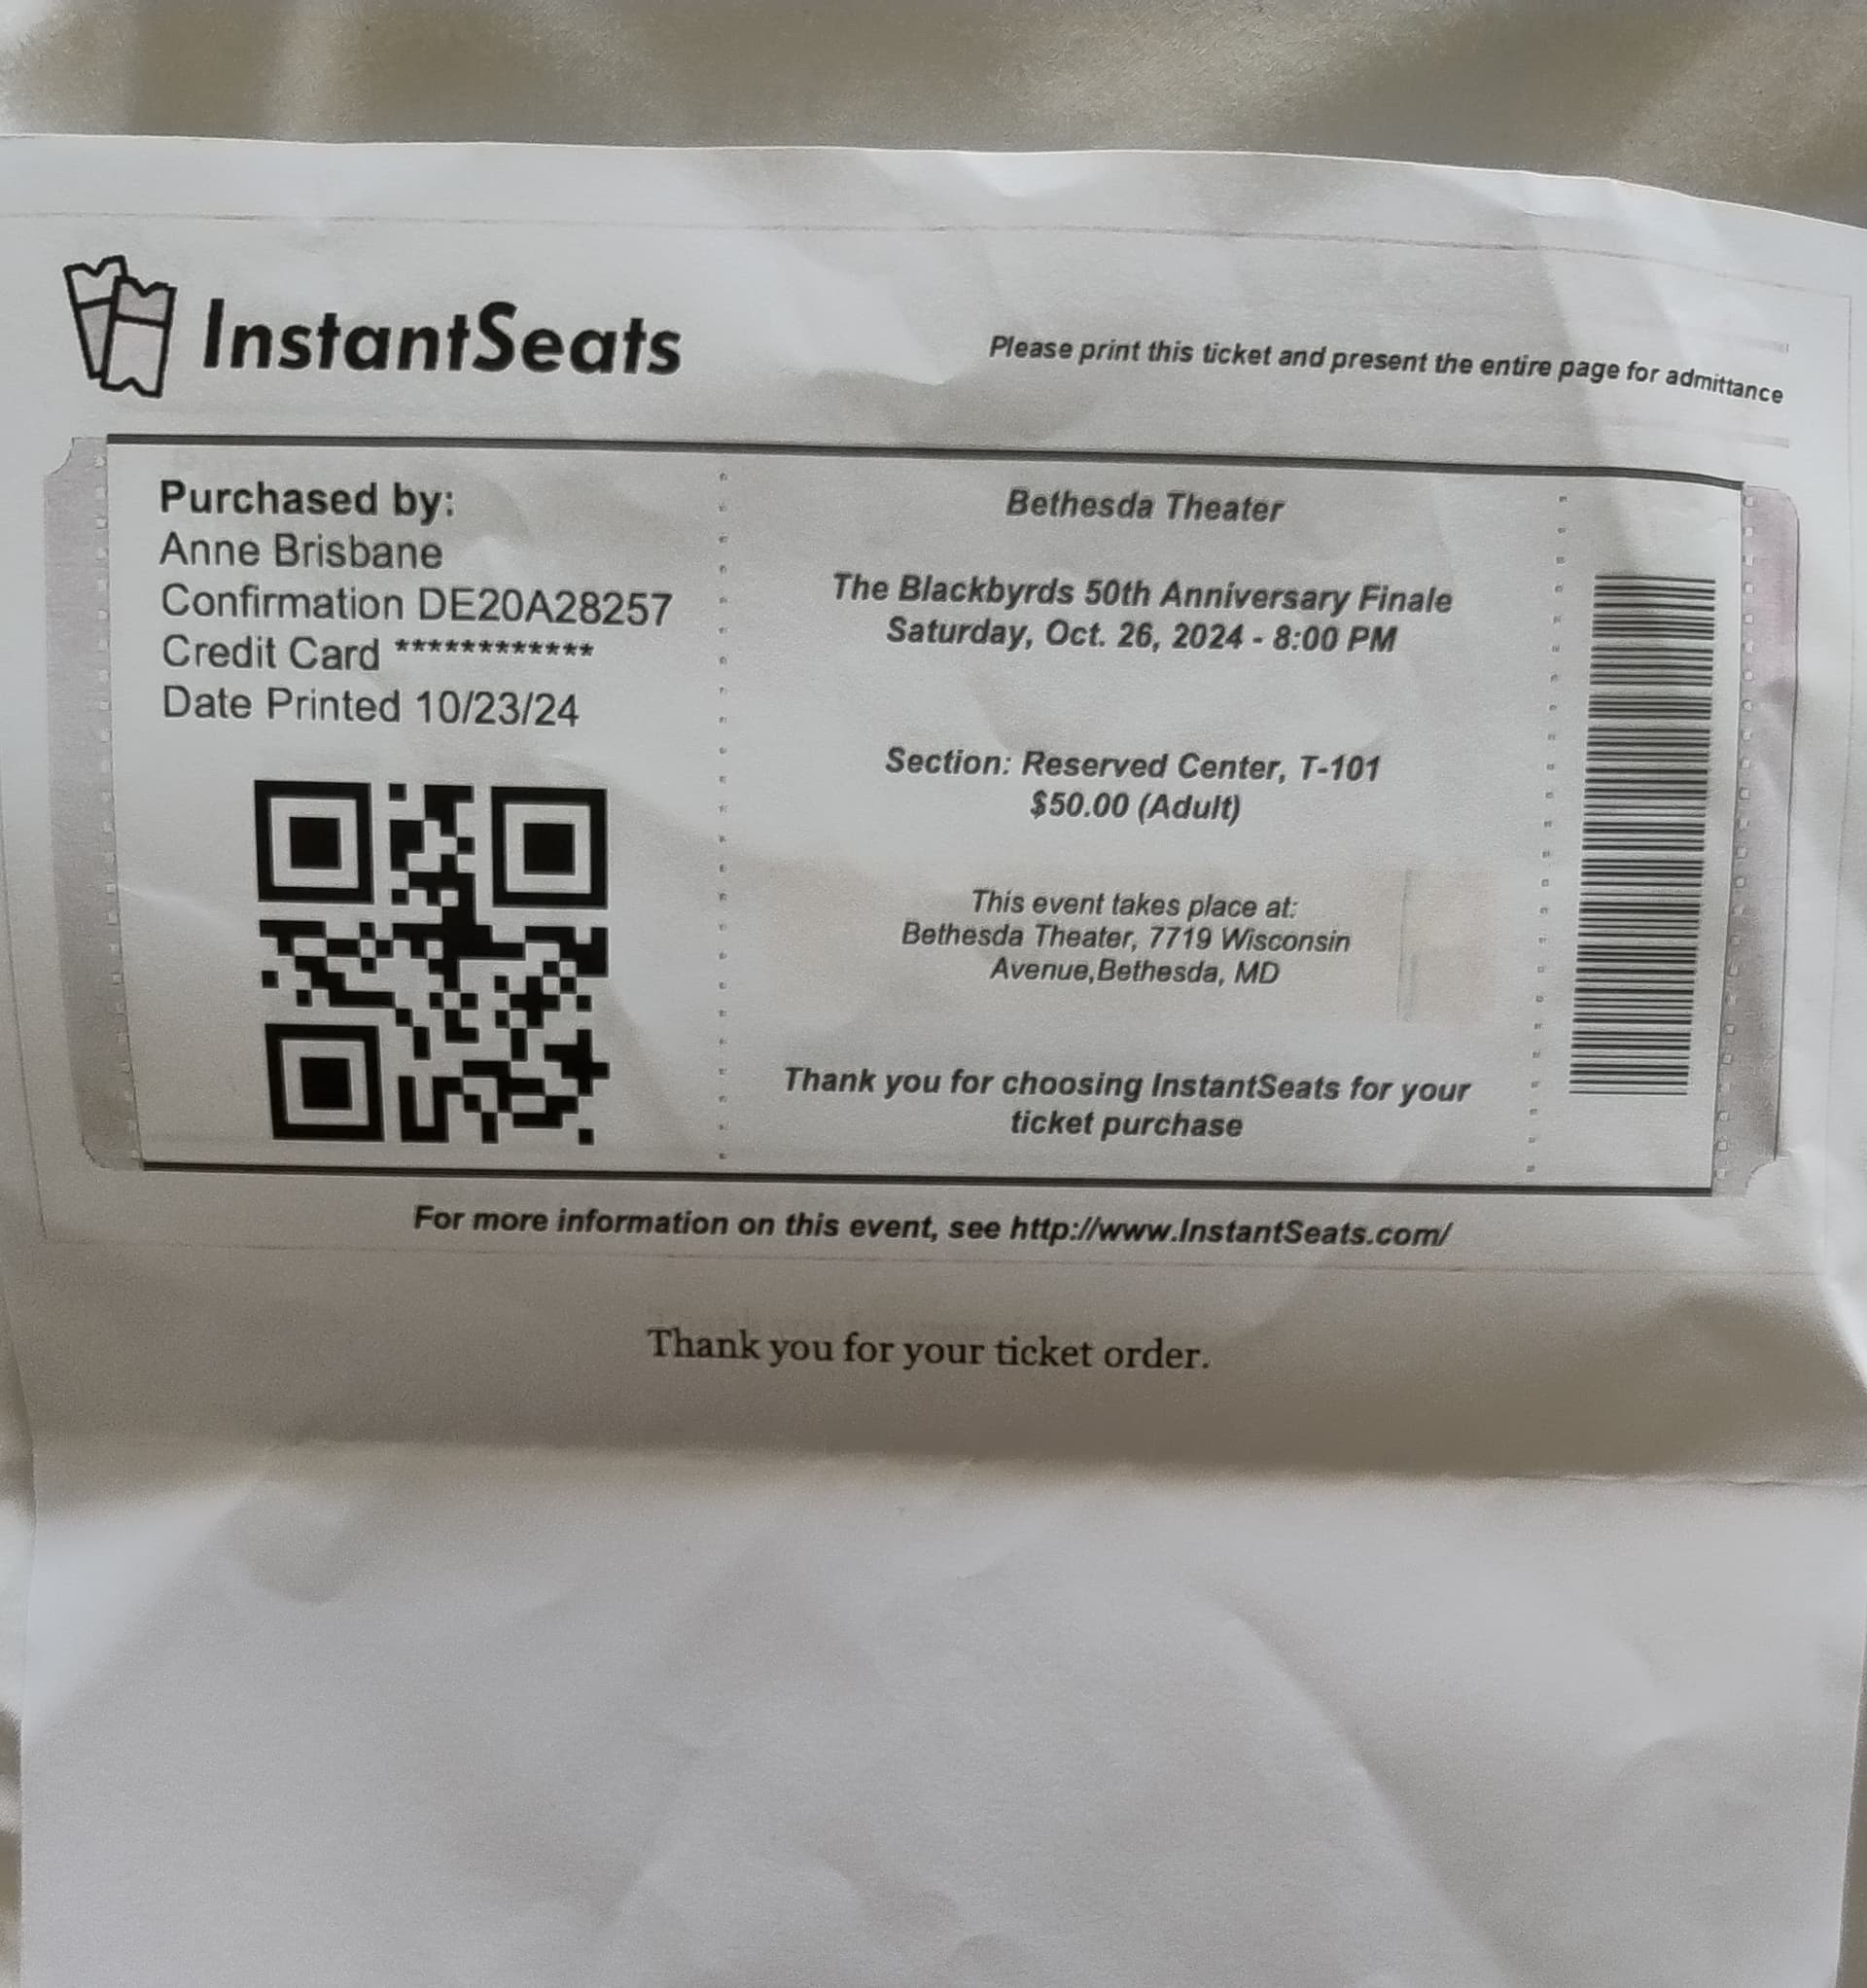 InstantSeats
Please print this ticket and present the entire page for admittance
Purchased by:
Anne Brisbane
Confirmation DE20A28257
Credit Card ************
Date Printed 10/23/24
Bethesda Theater
The Blackbyrds 50th Anniversary Finale
Saturday, Oct. 26, 2024 - 8:00 PM
Section: Reserved Center, T-101
$50.00 (Adult)
This event takes place at:
Bethesda Theater, 7719 Wisconsin
Avenue,Bethesda, MD
Thank you for choosing InstantSeats for your
ticket purchase
For more information on this event, see http://www.InstantSeats.com/
Thank you for your ticket order.